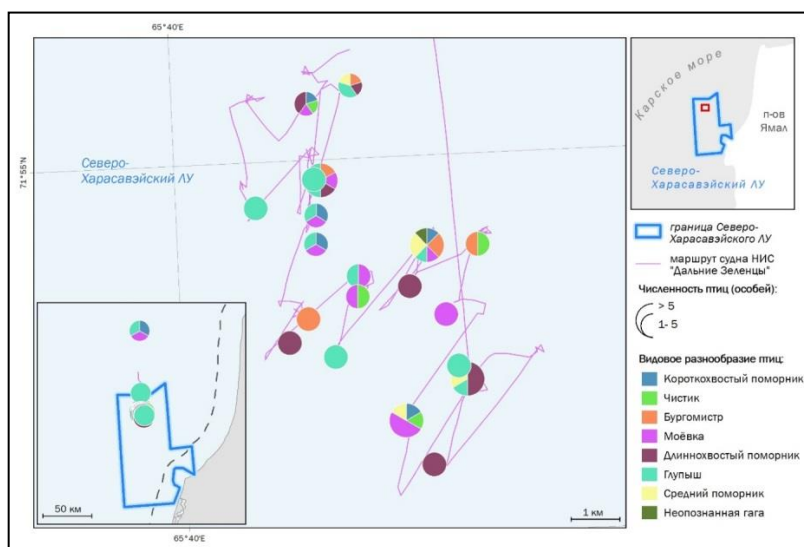 65°40'E
71°55'N
Северо-
Харасавэйский ЛУ
50 км
65°40'E
1 км
Карское море
п-ов
Ямал
Северо-
Харасавэйский ЛУ
граница Северо-
Харасавэйского ЛУ
маршрут судна НИС
"Дальние Зеленцы"
Численность птиц (особей):
> 5
1- 5
Видовое разнообразие птиц:
Короткохвостый поморник
Чистик
Бургомистр
Моёвка
Длиннохвостый поморник
Глупыш
Средний поморник
Неопознанная гага